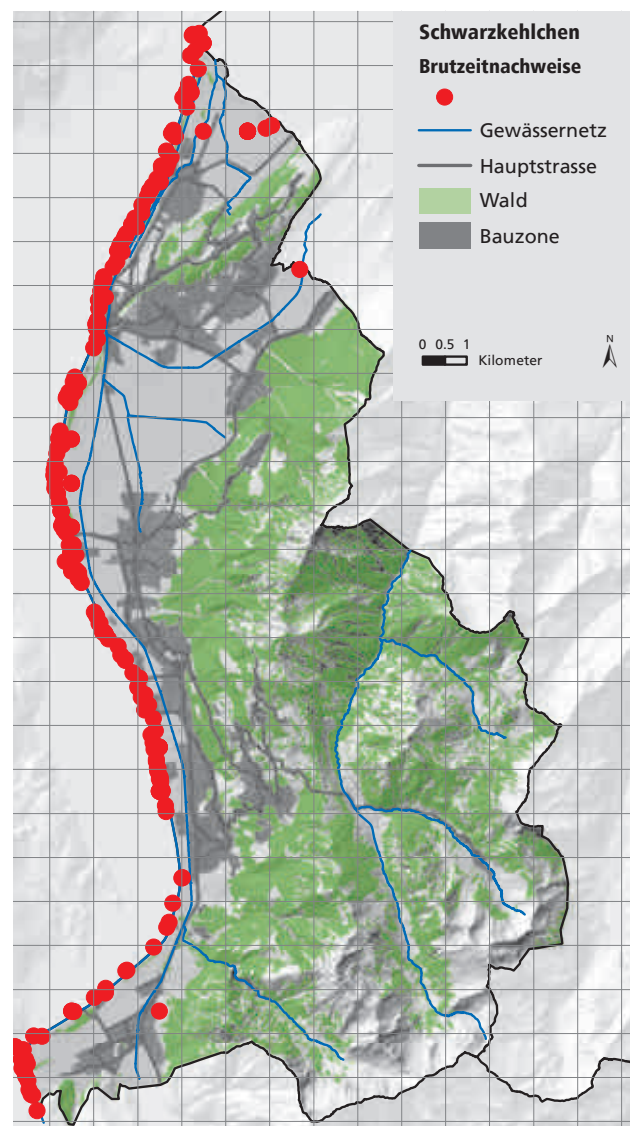 Schwarzkehlchen
Brutzeitnachweise
Gewässernetz
Hauptstrasse
Wald
Bauzone
0 0.5 1
Kilometer
N